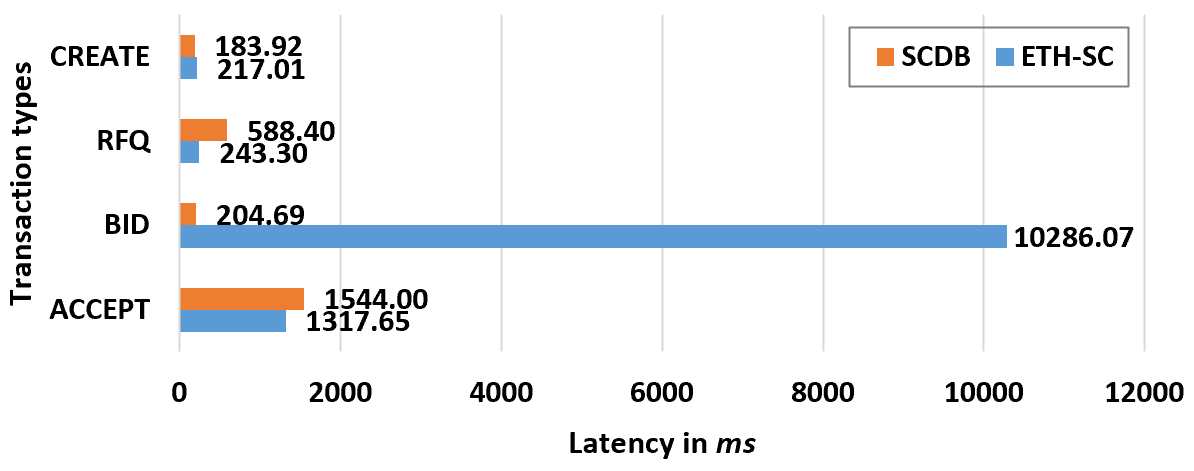 SCDB ETH-SC
Transaction types
CREATE
183.92
217.01
RFQ
588.40
243.30
BID
204.69
10286.07
ACCEPT
1544.00
1317.65
0 2000 4000 6000 8000 10000 12000
Latency in ms